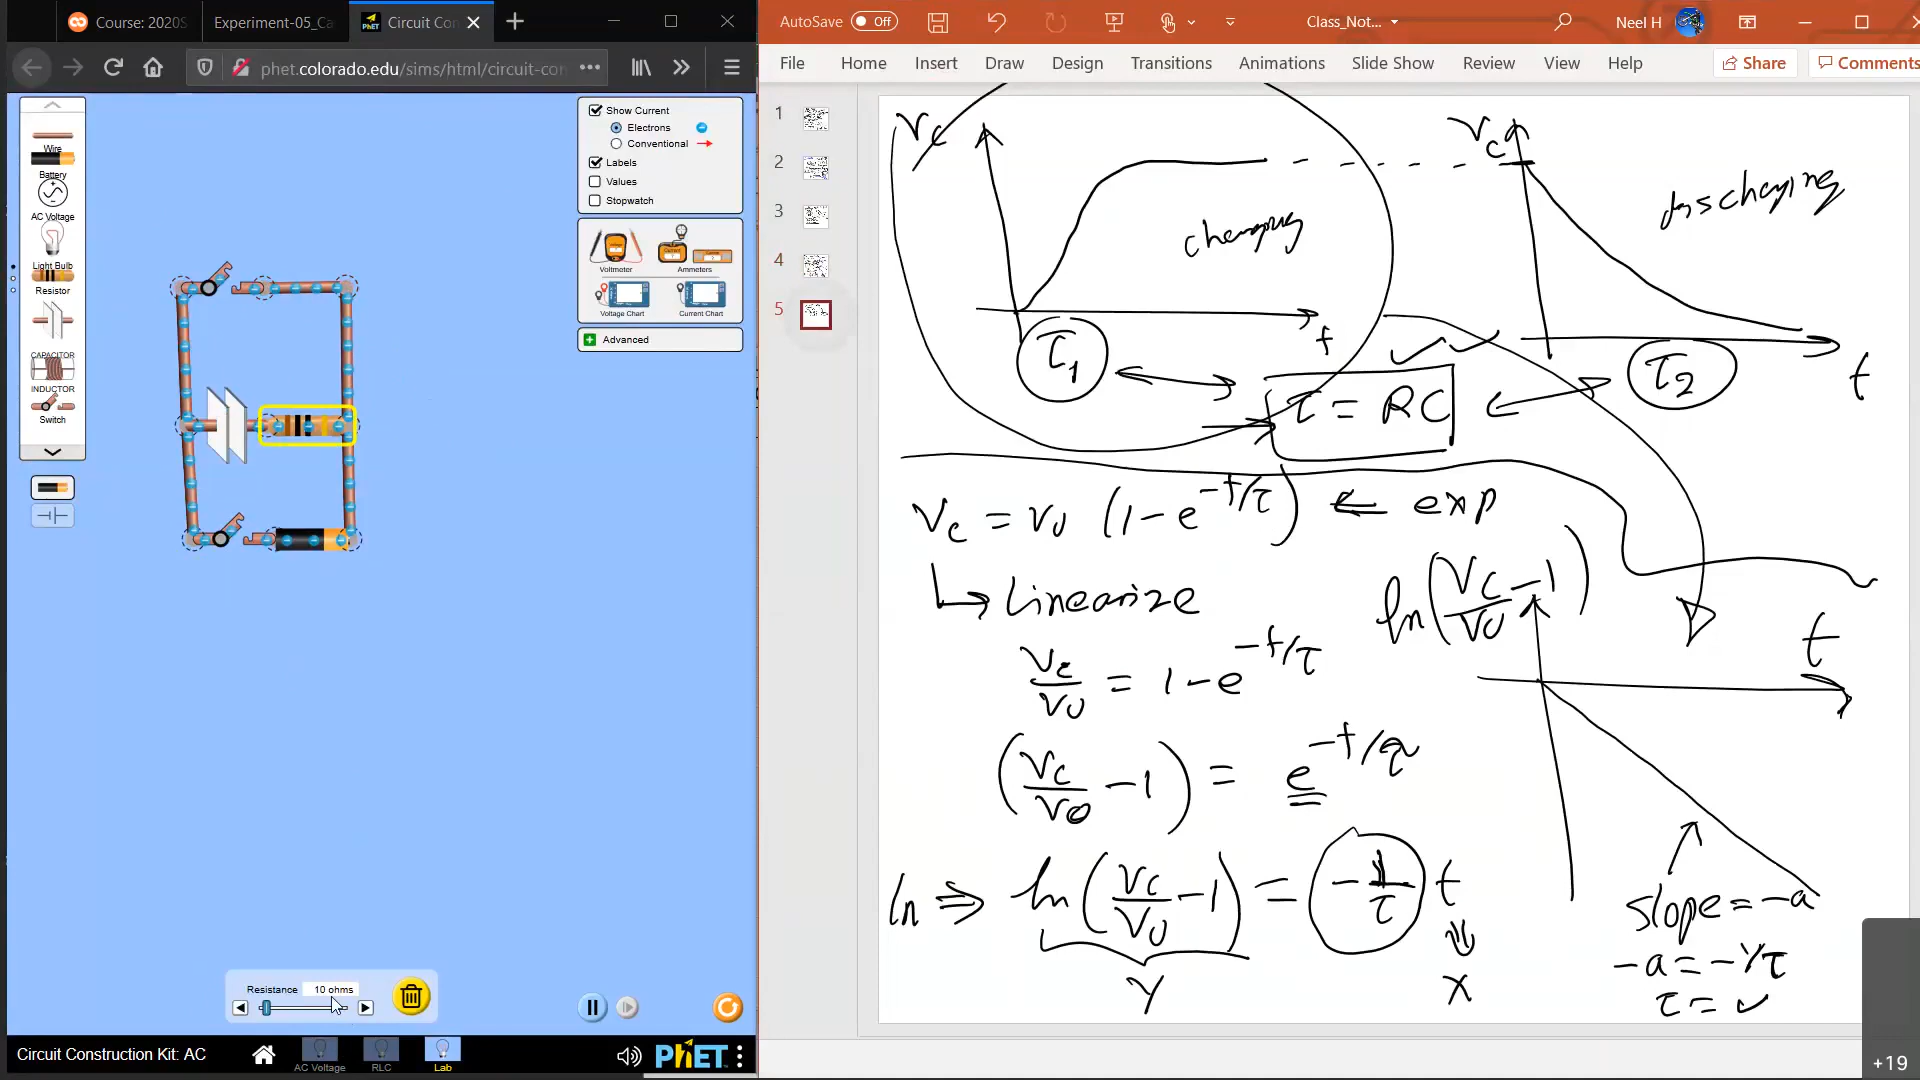 Course: 2020S
Experiment-05_Ca
Circuit Con
phet.colorado.edu/sims/html/circuit-con
Wire
Battery
AC Voltage
Light Bulb
Resistor
CAPACITOR
INDUCTOR
Switch
Show Current
Electrons
Conventional
Labels
Values
Stopwatch
Voltmeter
Ammeters
Voltage Chart
Current Chart
Advanced
Resistance 10 ohms
Circuit Construction Kit: AC
AC Voltage
RLC
Lab
PhET
AutoSave Off
Class_Not...
Neel H
File Home Insert Draw Design Transitions Animations Slide Show Review View Help
Share
Comments
1
2
3
4
5
Vc
charging
t
τ1
Vc
discharging
t
τ2
τ = RC
Vc = V0 (1 - e^-t/τ) ⇐ exp
↳ Linearize
Vc/V0 = 1 - e^-t/τ
(Vc/V0 - 1) = e^-t/τ
ln ⇒ ln(Vc/V0 - 1) = -1/τ t
Y
X
ln(Vc/V0 - 1)
t
slope = -a
-a = -1/τ
τ = ✓
+19